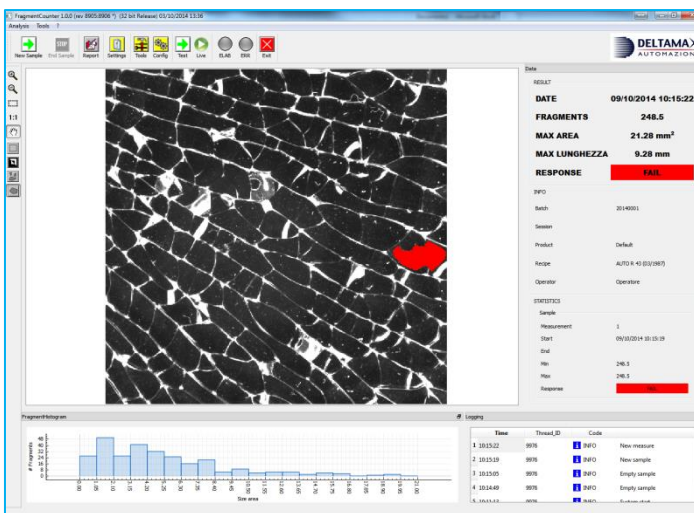 FragmentCounter 1.0.0 (rev 8905:8906 *) (32 bit Release) 03/10/2014 13:36
Analysis Tools ?
New Sample End Sample Report Settings Tools Config Test Live ELAB ENX Exit
STOP
DELTAMAX
AUTOMAZION
Data
RESULT
DATE 09/10/2014 10:15:22
FRAGMENTS 248.5
MAX AREA 21.28 mm²
MAX LUNGHEZZA 9.28 mm
RESPONSE FAIL
INFO
Batch 20140001
Session
Product Default
Recipe AUTO R 43 (03/1987)
Operator Operatore
STATISTICS
Sample
Measurement 1
Start 09/10/2014 10:15:19
End
Min 248.5
Max 248.5
Response FAIL
1:1
FragmentHistogram
# Fragments
Size area
Logging
Time Thread_ID Code
1 10:15:22 9976 INFO New measure
2 10:15:19 9976 INFO New sample
3 10:15:05 9976 INFO Empty sample
4 10:14:49 9976 INFO Empty sample